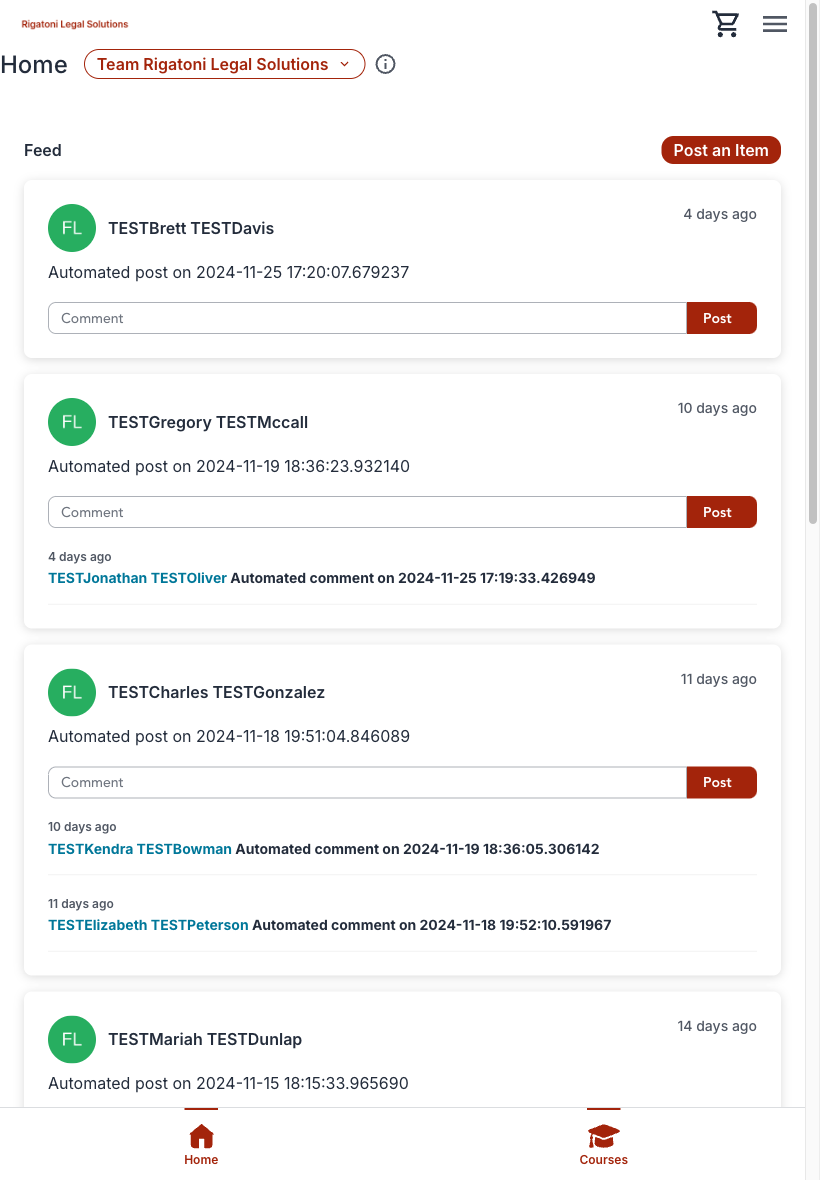 Rigatoni Legal Solutions
Home
Team Rigatoni Legal Solutions
Feed
Post an Item
FL
TESTBrett TESTDavis
4 days ago
Automated post on 2024-11-25 17:20:07.679237
Comment
Post
FL
TESTGregory TESTMccall
10 days ago
Automated post on 2024-11-19 18:36:23.932140
Comment
Post
4 days ago
TESTJonathan TESTOliver Automated comment on 2024-11-25 17:19:33.426949
FL
TESTCharles TESTGonzalez
11 days ago
Automated post on 2024-11-18 19:51:04.846089
Comment
Post
10 days ago
TESTKendra TESTBowman Automated comment on 2024-11-19 18:36:05.306142
11 days ago
TESTElizabeth TESTPeterson Automated comment on 2024-11-18 19:52:10.591967
FL
TESTMariah TESTDunlap
14 days ago
Automated post on 2024-11-15 18:15:33.965690
Home
Courses